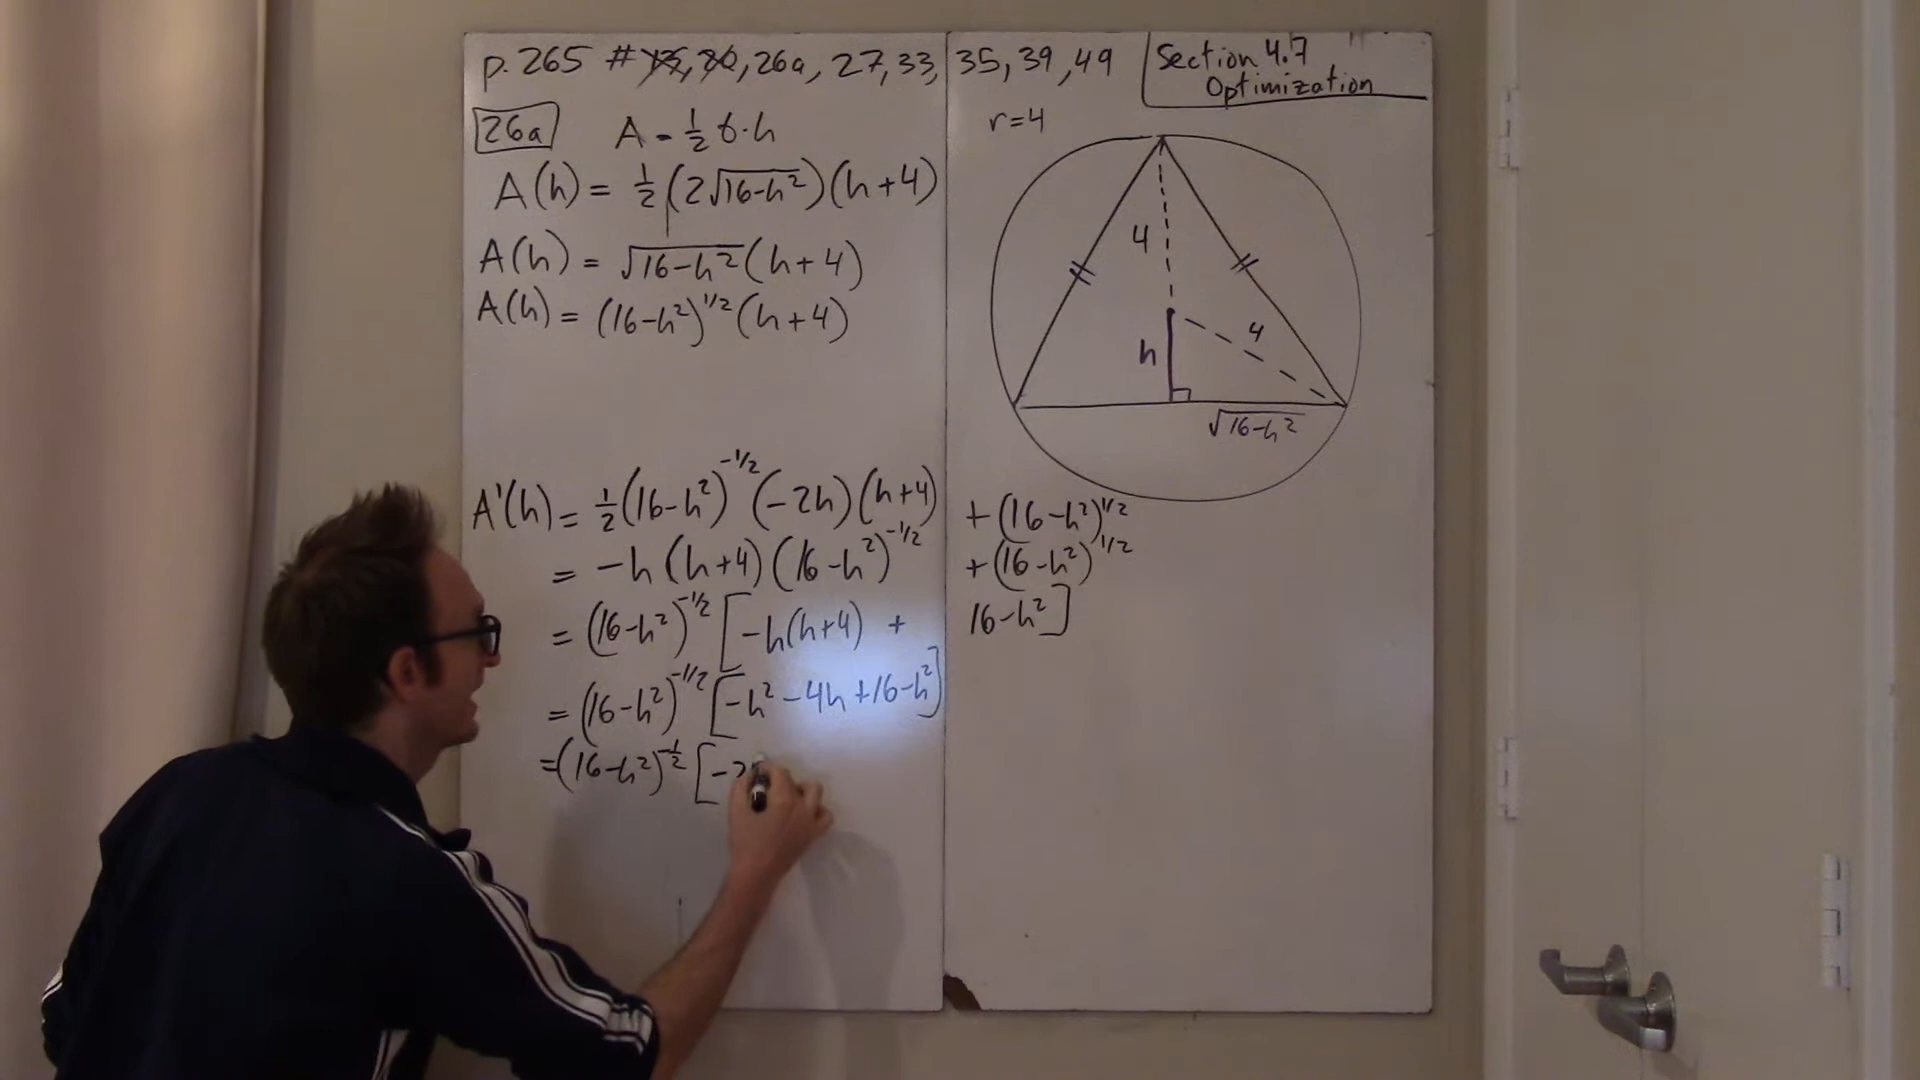 p. 265 # 26a, 27, 33, 35, 39, 49
Section 4.7
Optimization
26a
A = ½ b·h
A(h) = ½(2√16-h²)(h+4)
A(h) = √16-h² (h+4)
A(h) = (16-h²)^1/2 (h+4)
r=4
4
4
h
√16-h²
A'(h) = ½(16-h²)^-1/2 (-2h)(h+4) + (16-h²)^1/2
= -h(h+4)(16-h²)^-1/2 + (16-h²)^1/2
= (16-h²)^-1/2 [-h(h+4) + 16-h²]
= (16-h²)^-1/2 [-h²-4h+16-h²]
= (16-h²)^-1/2 [-2